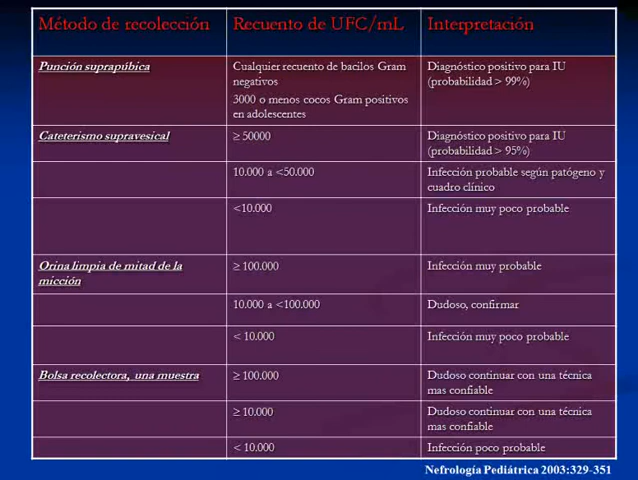 Método de recolección
Recuento de UFC/mL
Interpretación
Punción suprapúbica
Cualquier recuento de bacilos Gram
negativos
3000 o menos cocos Gram positivos
en adolescentes
Diagnóstico positivo para IU
(probabilidad > 99%)
Cateterismo supravesical
≥ 50000
Diagnóstico positivo para IU
(probabilidad > 95%)
10.000 a <50.000
Infección probable según patógeno y
cuadro clínico
<10.000
Infección muy poco probable
Orina limpia de mitad de la
micción
≥ 100.000
Infección muy probable
10.000 a <100.000
Dudoso, confirmar
< 10.000
Infección muy poco probable
Bolsa recolectora, una muestra
≥ 100.000
Dudoso continuar con una técnica
mas confiable
≥ 10.000
Dudoso continuar con una técnica
mas confiable
< 10.000
Infección poco probable
Nefrología Pediátrica 2003:329-351